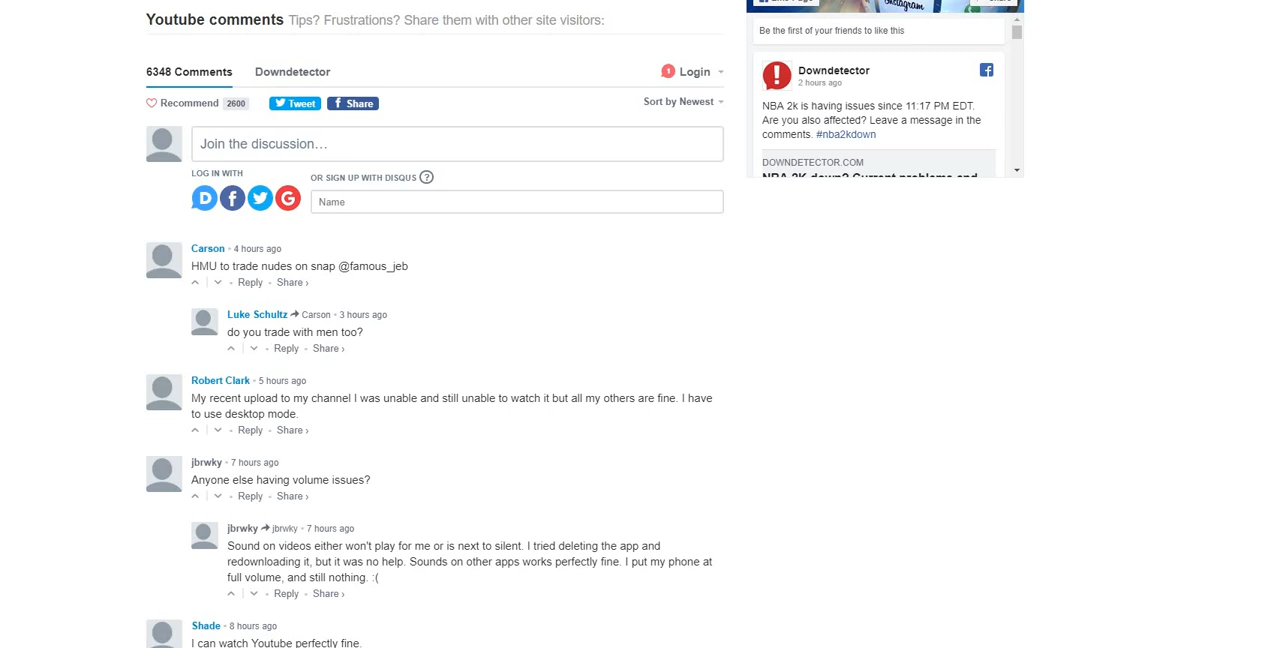 Youtube comments Tips? Frustrations? Share them with other site visitors:
6348 Comments Downdetector 1 Login
Recommend 2600 Tweet Share Sort by Newest
Join the discussion…
LOG IN WITH OR SIGN UP WITH DISQUS ?
D f G Name
Carson • 4 hours ago
HMU to trade nudes on snap @famous_jeb
Reply • Share ›
Luke Schultz Carson • 3 hours ago
do you trade with men too?
Reply • Share ›
Robert Clark • 5 hours ago
My recent upload to my channel I was unable and still unable to watch it but all my others are fine. I have
to use desktop mode.
Reply • Share ›
jbrwky • 7 hours ago
Anyone else having volume issues?
Reply • Share ›
jbrwky jbrwky • 7 hours ago
Sound on videos either won't play for me or is next to silent. I tried deleting the app and
redownloading it, but it was no help. Sounds on other apps works perfectly fine. I put my phone at
full volume, and still nothing. :(
Reply • Share ›
Shade • 8 hours ago
I can watch Youtube perfectly fine.
Instagram
Be the first of your friends to like this
Downdetector
2 hours ago
NBA 2k is having issues since 11:17 PM EDT.
Are you also affected? Leave a message in the
comments. #nba2kdown
DOWNDETECTOR.COM
NBA 2K down? Current problems and